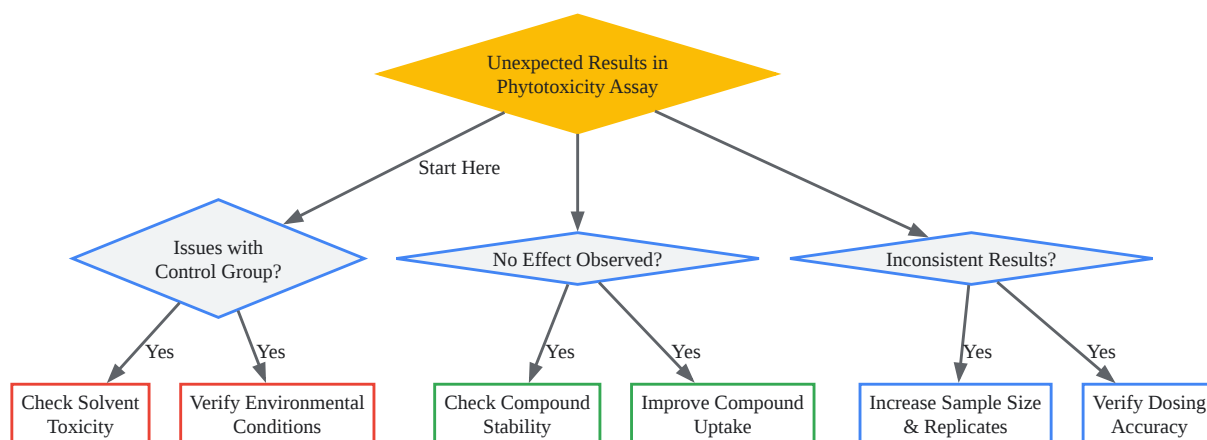 Unexpected Results in
Phytotoxicity Assay
Start Here
Issues with
Control Group?
No Effect Observed?
Inconsistent Results?
Yes
Yes
Yes
Yes
Yes
Yes
Check Solvent
Toxicity
Verify Environmental
Conditions
Check Compound
Stability
Improve Compound
Uptake
Increase Sample Size
& Replicates
Verify Dosing
Accuracy